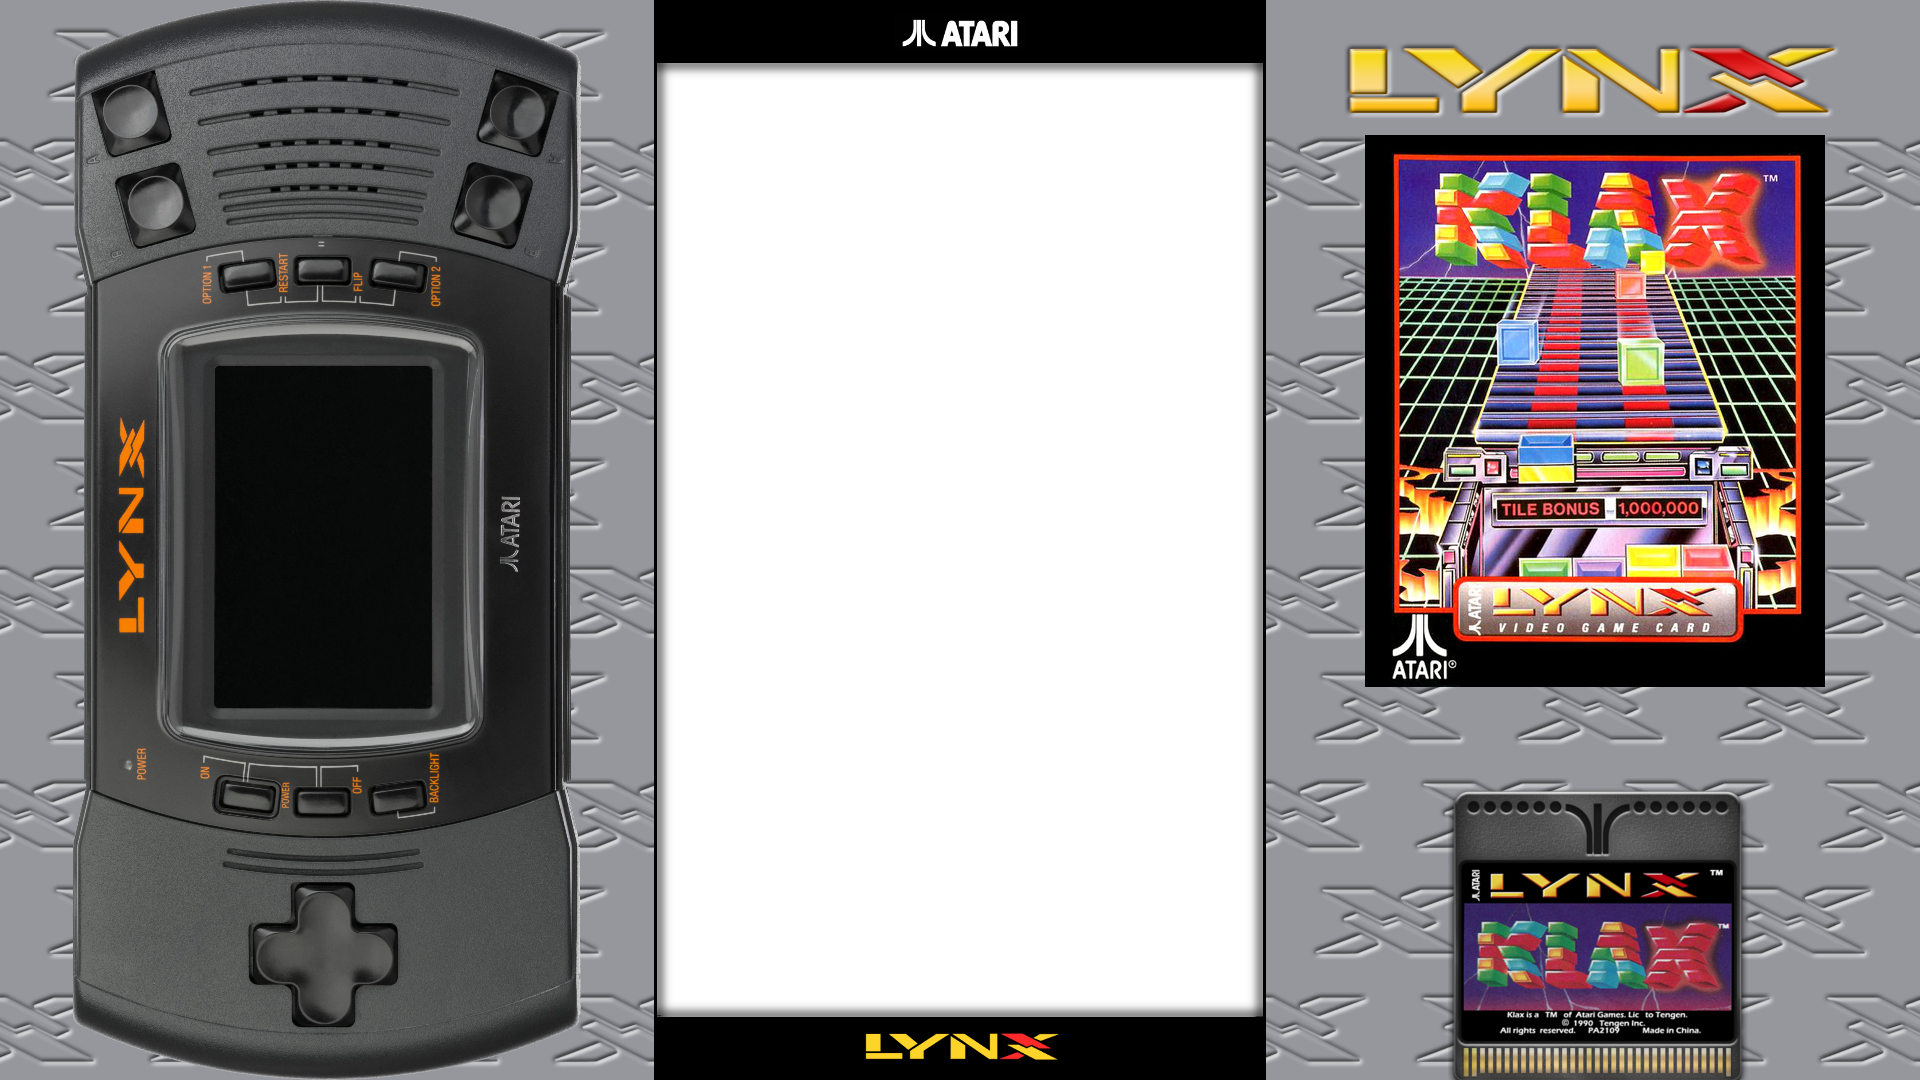 A
B
OPTION 1
RESTART
FLIP
OPTION 2
LYNX
ATARI
POWER
ON
POWER
OFF
BACKLIGHT
ATARI
LYNX
LYNX
KLAX™
TILE BONUS - 1,000,000
ATARI LYNX
VIDEO GAME CARD
ATARI®
ATARI LYNX™
KLAX™
Klax is a TM of Atari Games. Lic to Tengen.
© 1990 Tengen Inc.
All rights reserved. PA2109 Made in China.